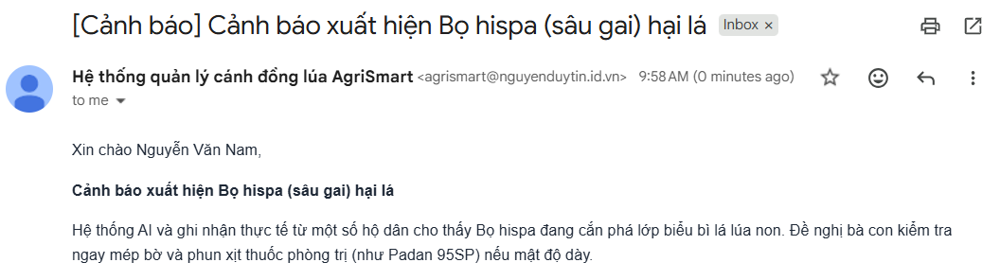 [Cảnh báo] Cảnh báo xuất hiện Bọ hispa (sâu gai) hại lá Inbox ×
Hệ thống quản lý cánh đồng lúa AgriSmart <agrismart@nguyenduytin.id.vn> 9:58 AM (0 minutes ago)
to me
Xin chào Nguyễn Văn Nam,
Cảnh báo xuất hiện Bọ hispa (sâu gai) hại lá
Hệ thống AI và ghi nhận thực tế từ một số hộ dân cho thấy Bọ hispa đang cắn phá lớp biểu bì lá lúa non. Đề nghị bà con kiểm tra
ngay mép bờ và phun xịt thuốc phòng trị (như Padan 95SP) nếu mật độ dày.